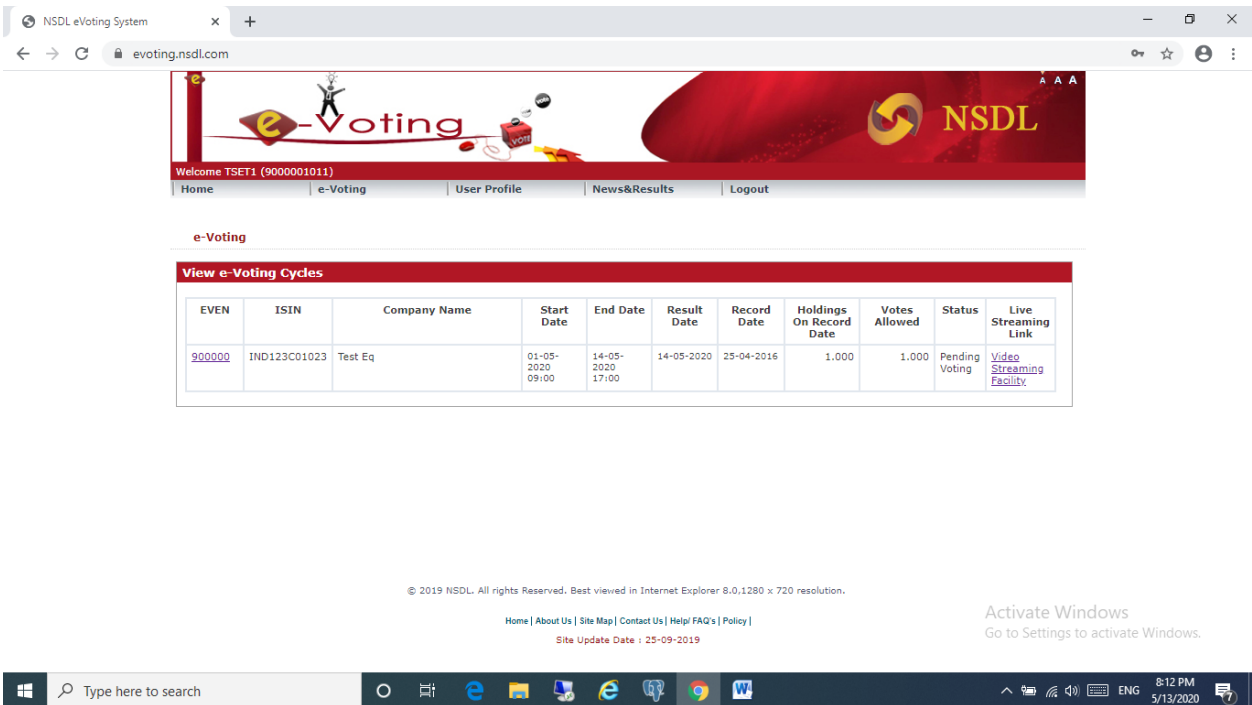 NSDL eVoting System
evoting.nsdl.com
e-Voting
VOTE
VOTE
NSDL
A A A
Welcome TSET1 (9000001011)
Home e-Voting User Profile News&Results Logout
e-Voting
View e-Voting Cycles
EVEN ISIN Company Name Start Date End Date Result Date Record Date Holdings On Record Date Votes Allowed Status Live Streaming Link
900000 IND123C01023 Test Eq 01-05-2020 09:00 14-05-2020 17:00 14-05-2020 25-04-2016 1.000 1.000 Pending Voting Video Streaming Facility
© 2019 NSDL. All rights Reserved. Best viewed in Internet Explorer 8.0,1280 x 720 resolution.
Home | About Us | Site Map | Contact Us | Help/ FAQ's | Policy |
Site Update Date : 25-09-2019
Activate Windows
Go to Settings to activate Windows.
Type here to search
ENG
8:12 PM
5/13/2020
7